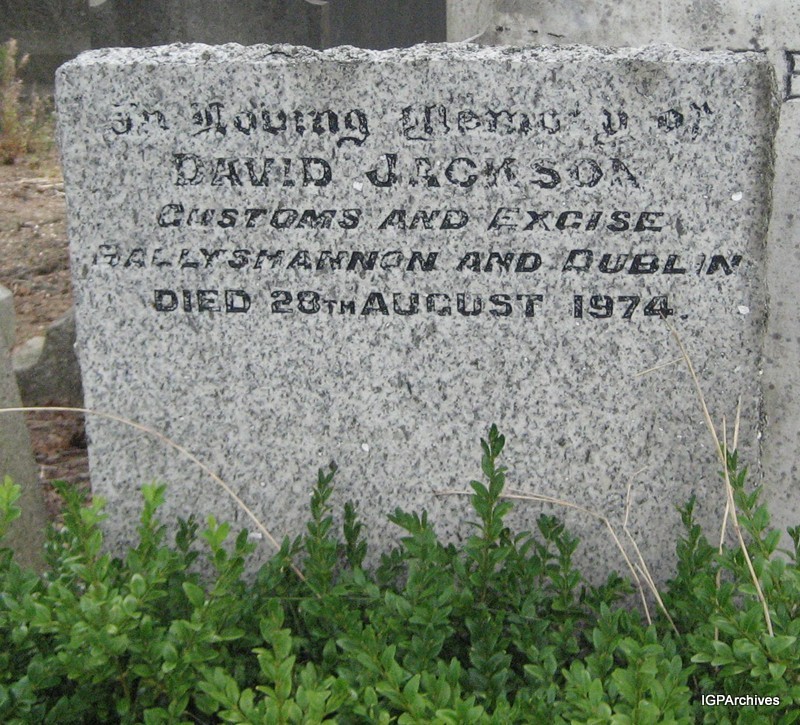 In Loving Memory of
DAVID JACKSON
CUSTOMS AND EXCISE
BALLYSHANNON AND DUBLIN
DIED 28TH AUGUST 1974.
IGPArchives